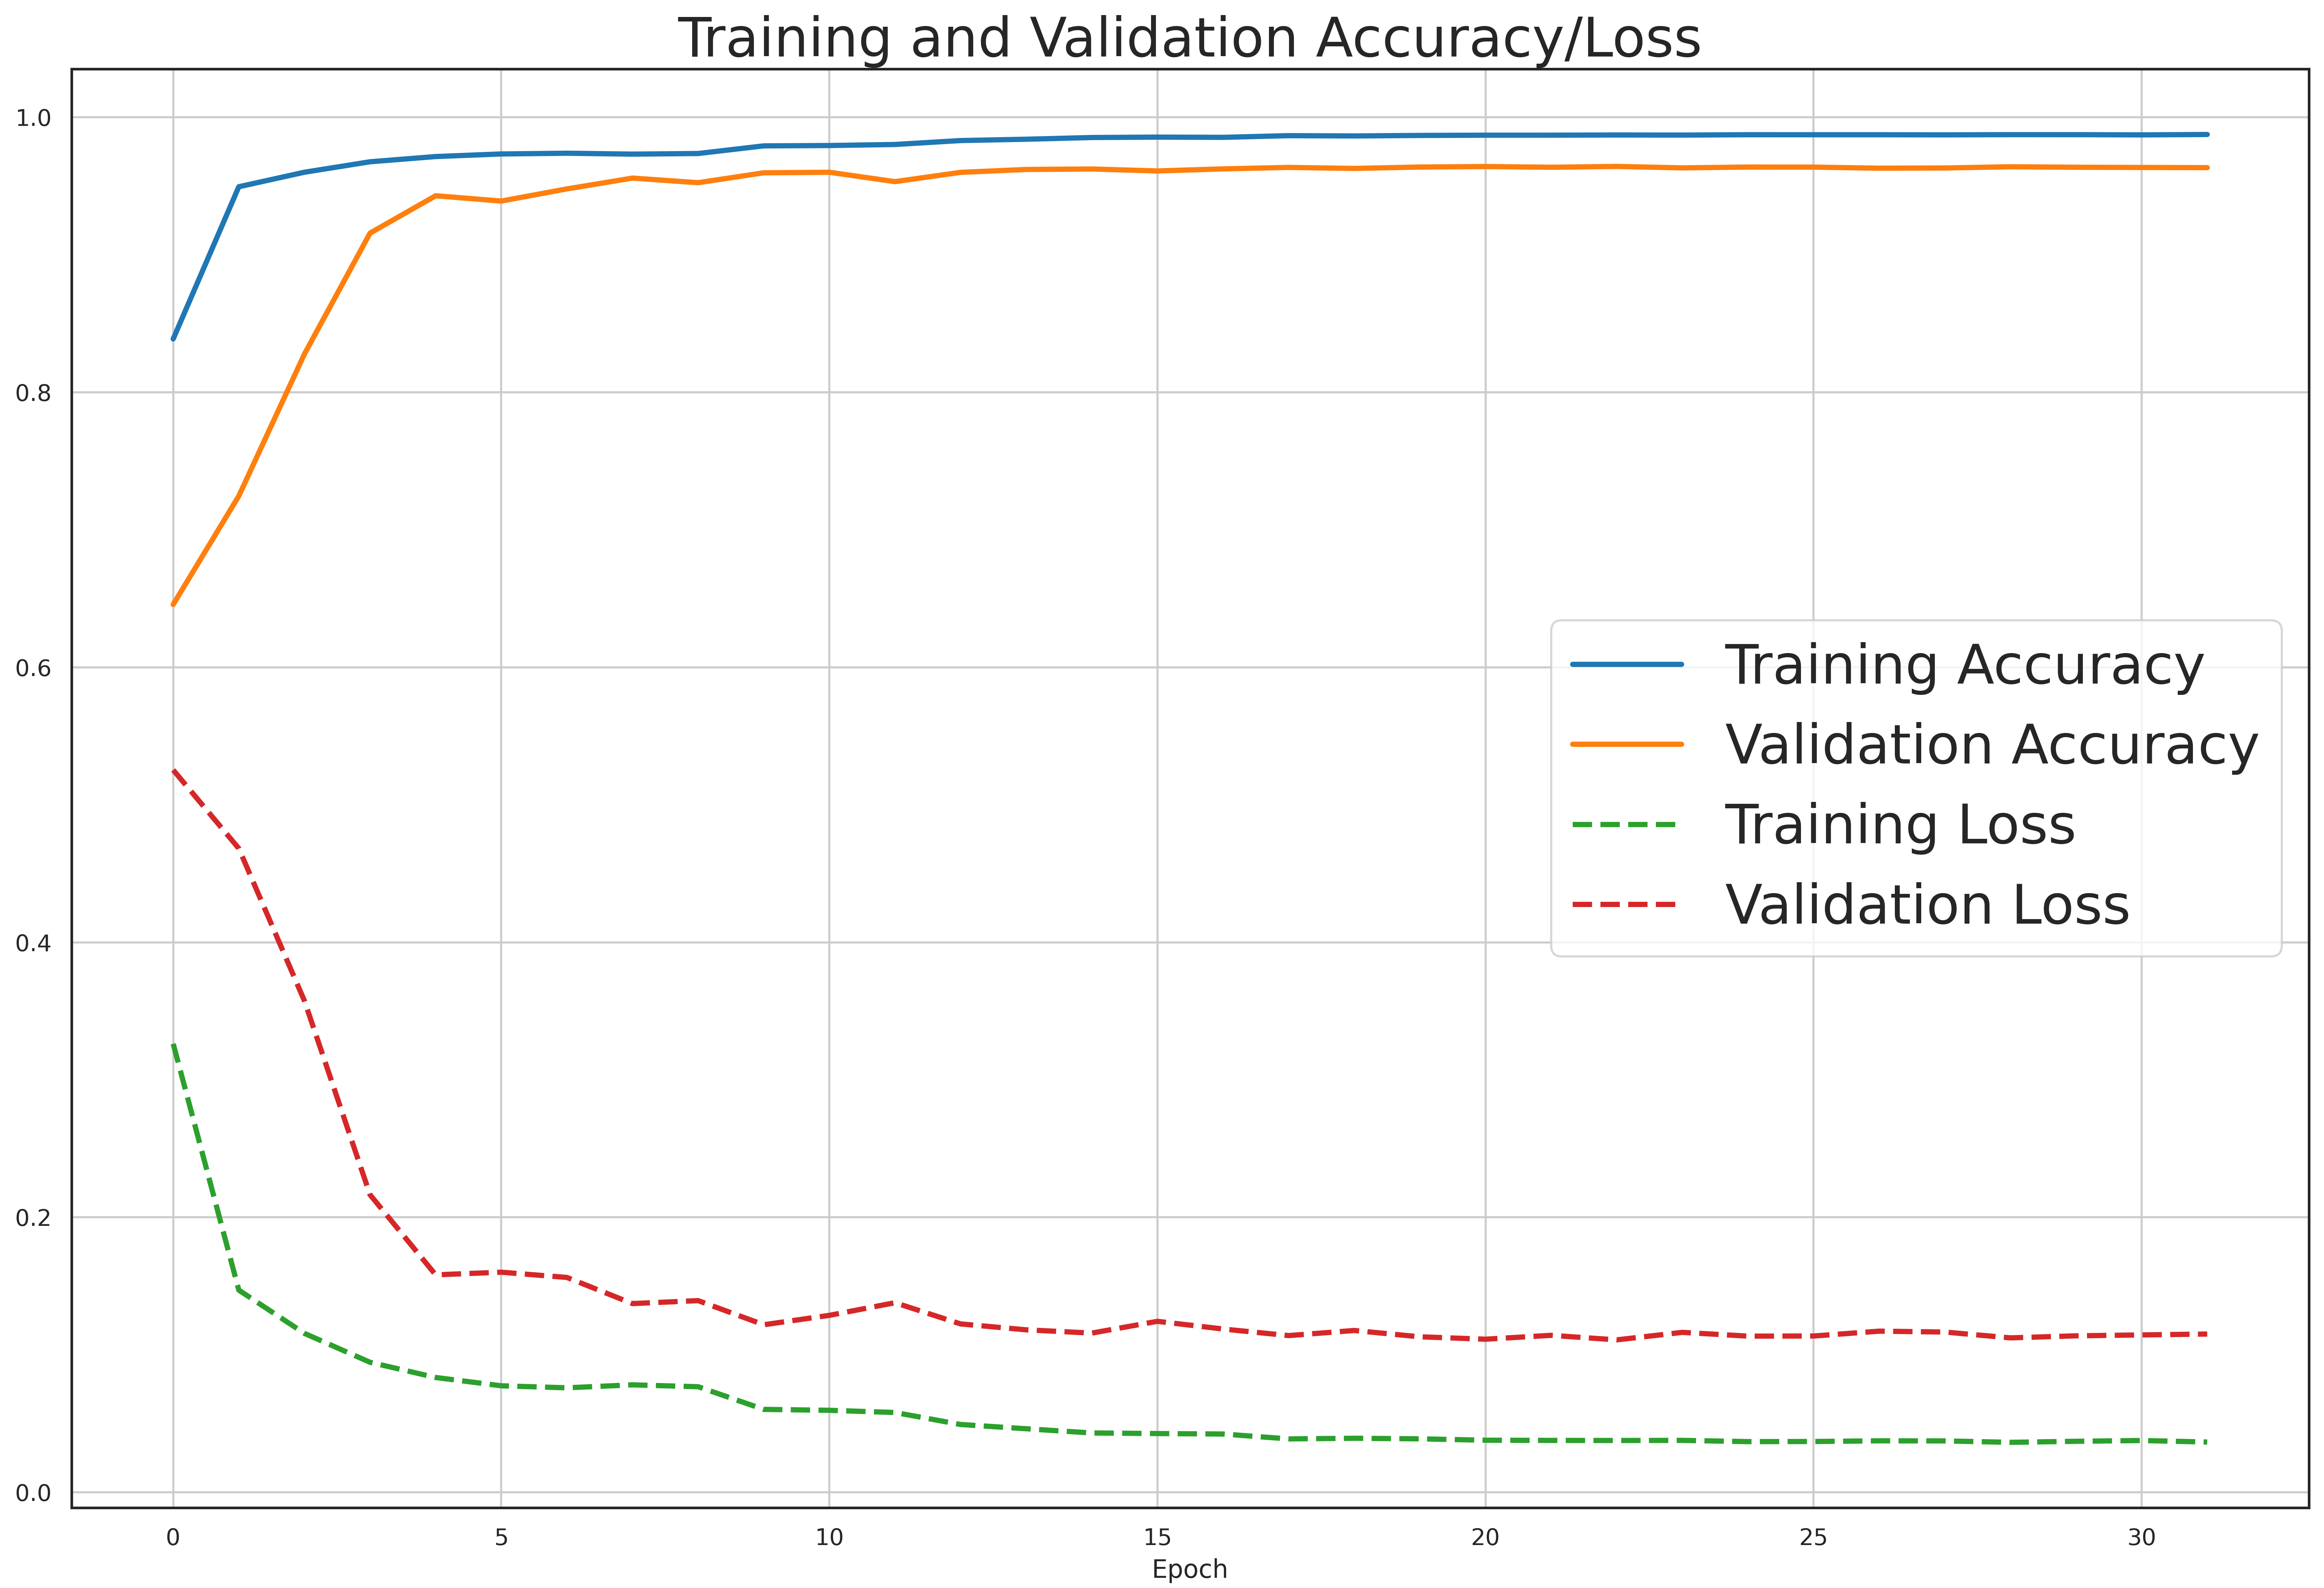 Training and Validation Accuracy/Loss
1.0
0.8
0.6
0.4
0.2
0.0
Training Accuracy
Validation Accuracy
Training Loss
Validation Loss
0 5 10 15 20 25 30
Epoch